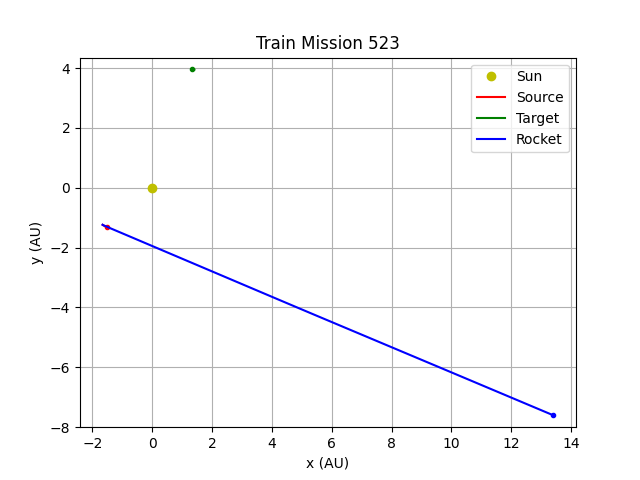 Train Mission 523
Sun
Source
Target
Rocket
4
2
0
−2
−4
−6
−8
y (AU)
−2
0
2
4
6
8
10
12
14
x (AU)